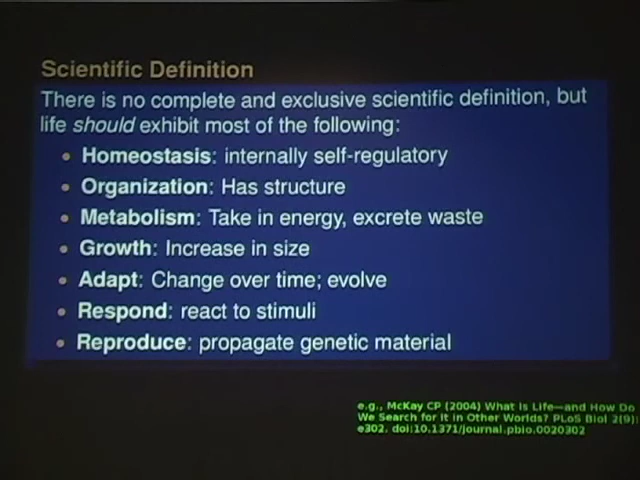 Scientific Definition
There is no complete and exclusive scientific definition, but
life should exhibit most of the following:
• Homeostasis: internally self-regulatory
• Organization: Has structure
• Metabolism: Take in energy, excrete waste
• Growth: Increase in size
• Adapt: Change over time; evolve
• Respond: react to stimuli
• Reproduce: propagate genetic material
e.g., McKay CP (2004) What Is Life—and How Do
We Search for It in Other Worlds? PLoS Biol 2(9):
e302. doi:10.1371/journal.pbio.0020302